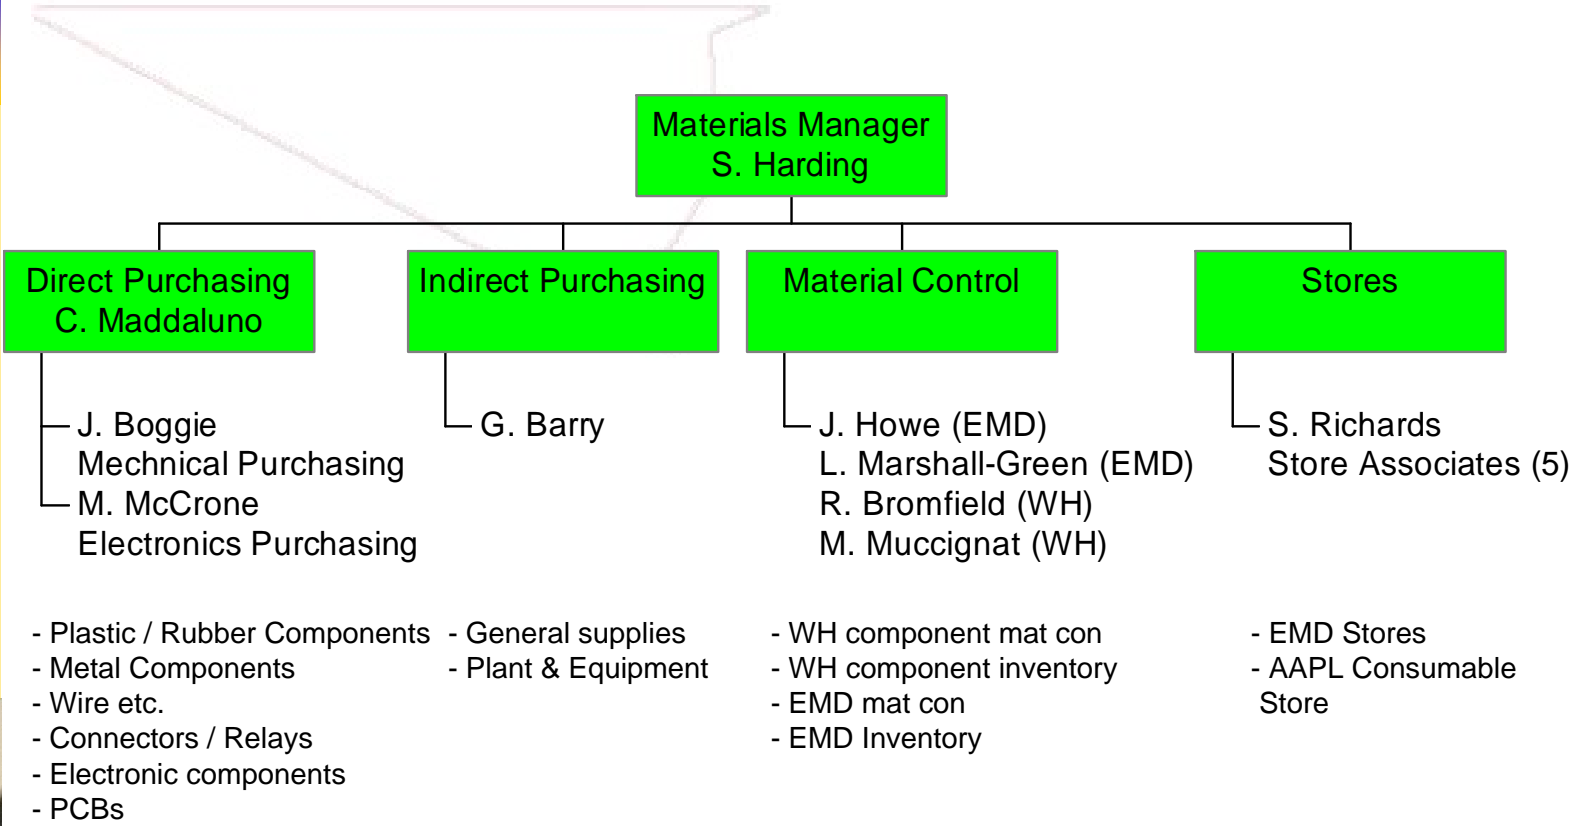 Materials Manager
S. Harding
Direct Purchasing
C. Maddaluno
Indirect Purchasing
Material Control
Stores
J. Boggie
Mechnical Purchasing
M. McCrone
Electronics Purchasing
G. Barry
J. Howe (EMD)
L. Marshall-Green (EMD)
R. Bromfield (WH)
M. Muccignat (WH)
S. Richards
Store Associates (5)
- Plastic / Rubber Components
- Metal Components
- Wire etc.
- Connectors / Relays
- Electronic components
- PCBs
- General supplies
- Plant & Equipment
- WH component mat con
- WH component inventory
- EMD mat con
- EMD Inventory
- EMD Stores
- AAPL Consumable
Store